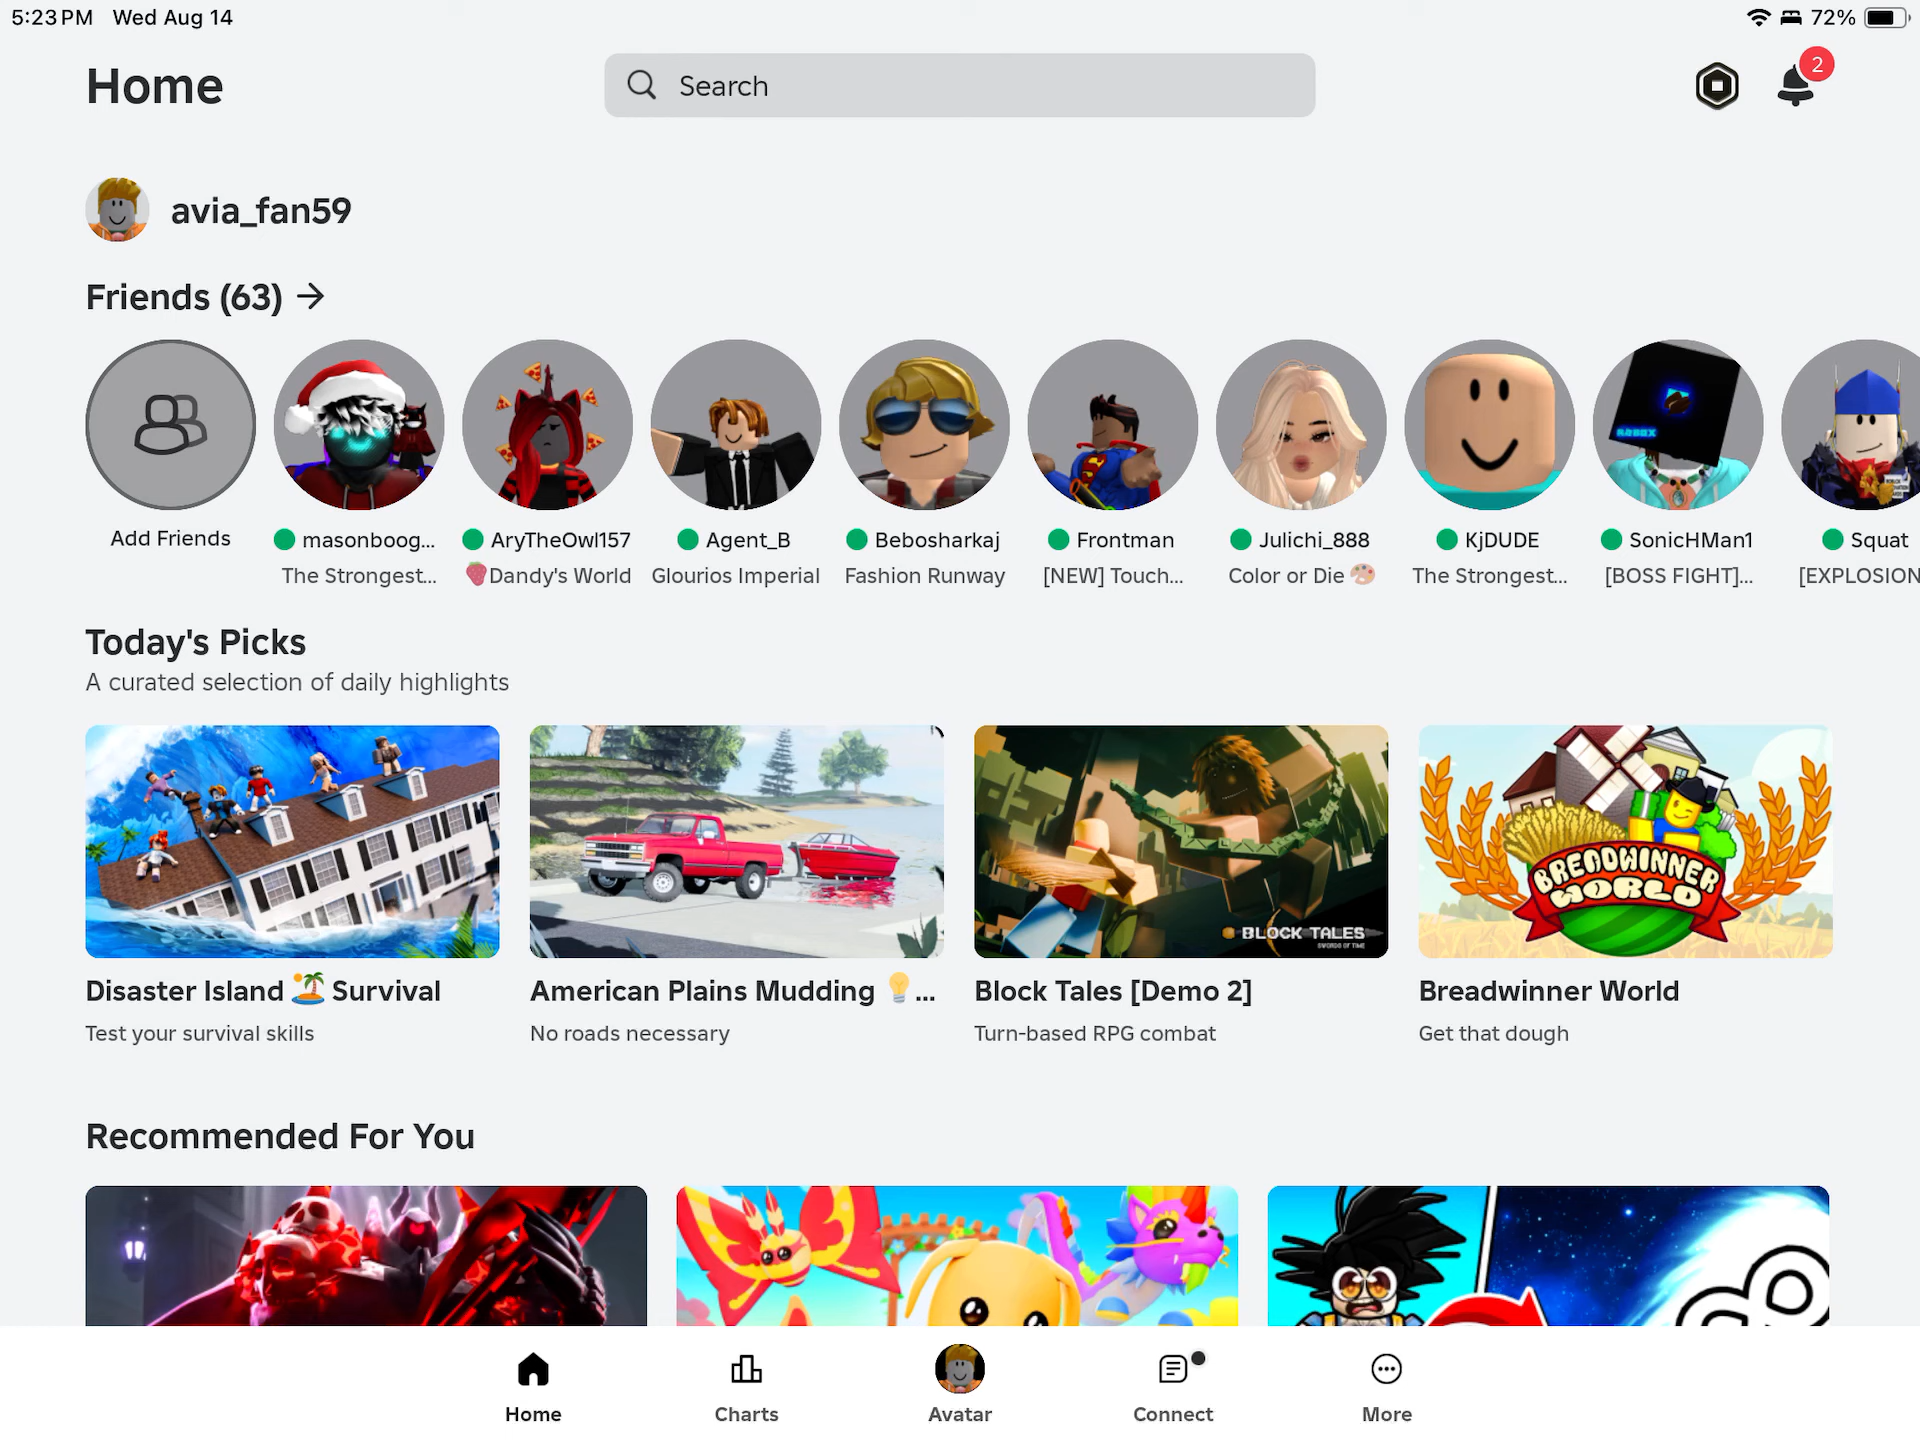 5:23 PM Wed Aug 14
72%
Home
Search
2
avia_fan59
Friends (63) →
Add Friends
masonboog...
The Strongest...
AryTheOwl157
🍓Dandy's World
Agent_B
Glourios Imperial
Bebosharkaj
Fashion Runway
Frontman
[NEW] Touch...
Julichi_888
Color or Die🎨
KjDUDE
The Strongest...
SonicHMan1
[BOSS FIGHT]...
Squat
[EXPLOSION
Today's Picks
A curated selection of daily highlights
BLOCK TALES
SWORDS OF TIME
BREADWINNER
WORLD
Disaster Island 🏝️ Survival
Test your survival skills
American Plains Mudding 💡...
No roads necessary
Block Tales [Demo 2]
Turn-based RPG combat
Breadwinner World
Get that dough
Recommended For You
Home
Charts
Avatar
Connect
More